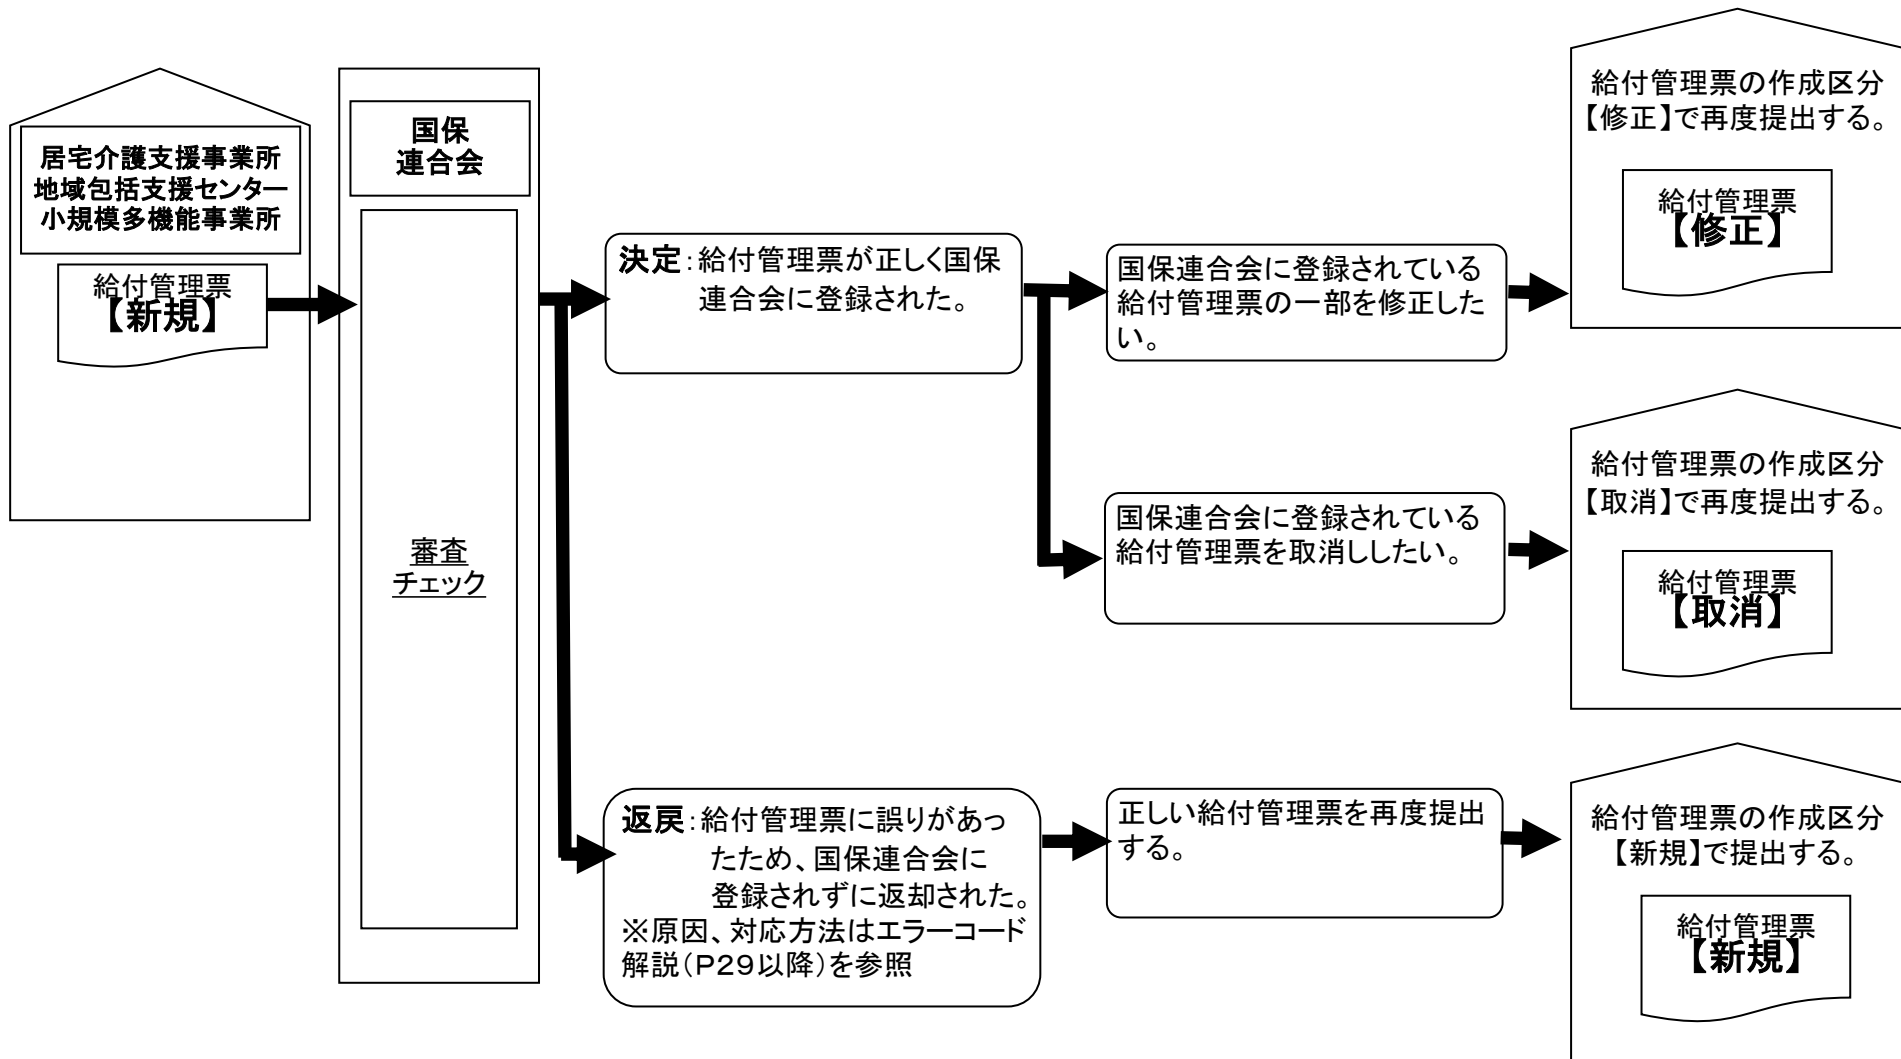 居宅介護支援事業所
地域包括支援センター
小規模多機能事業所
給付管理票
【新規】
国保
連合会
審査
チェック
決定:給付管理票が正しく国保
連合会に登録された。
国保連合会に登録されている
給付管理票の一部を修正した
い。
給付管理票の作成区分
【修正】で再度提出する。
給付管理票
【修正】
国保連合会に登録されている
給付管理票を取消ししたい。
給付管理票の作成区分
【取消】で再度提出する。
給付管理票
【取消】
返戻:給付管理票に誤りがあっ
たため、国保連合会に
登録されずに返却された。
※原因、対応方法はエラーコード
解説(P29以降)を参照
正しい給付管理票を再度提出
する。
給付管理票の作成区分
【新規】で提出する。
給付管理票
【新規】